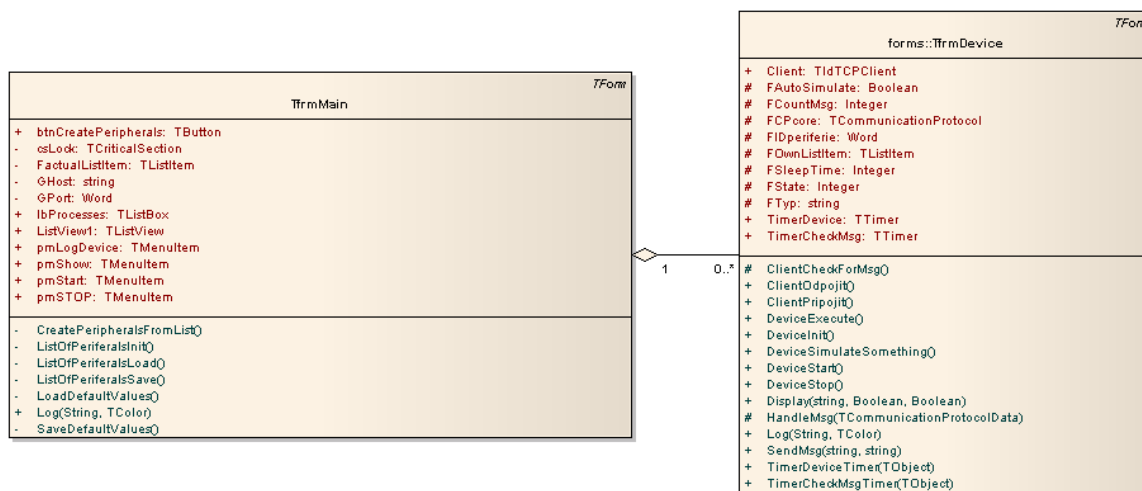 TForm
TfrmMain
+ btnCreatePeripherals: TButton
- csLock: TCriticalSection
- FactualListItem: TListItem
- GHost: string
- GPort: Word
+ lbProcesses: TListBox
+ ListView1: TListView
+ pmLogDevice: TMenuItem
+ pmShow: TMenuItem
+ pmStart: TMenuItem
+ pmSTOP: TMenuItem
- CreatePeripheralsFromList()
- ListOfPeriferalsInit()
- ListOfPeriferalsLoad()
- ListOfPeriferalsSave()
- LoadDefaultValues()
+ Log(String, TColor)
- SaveDefaultValues()
1
0..*
TForm
forms::TfrmDevice
+ Client: TIdTCPClient
# FAutoSimulate: Boolean
# FCountMsg: Integer
# FCPcore: TCommunicationProtocol
# FIDperiferie: Word
# FOwnListItem: TListItem
# FSleepTime: Integer
# FState: Integer
# FTyp: string
+ TimerDevice: TTimer
+ TimerCheckMsg: TTimer
# ClientCheckForMsg()
+ ClientOdpojit()
+ ClientPripojit()
+ DeviceExecute()
+ DeviceInit()
+ DeviceSimulateSomething()
+ DeviceStart()
+ DeviceStop()
+ Display(string, Boolean, Boolean)
# HandleMsg(TCommunicationProtocolData)
+ Log(String, TColor)
+ SendMsg(string, string)
+ TimerDeviceTimer(TObject)
+ TimerCheckMsgTimer(TObject)